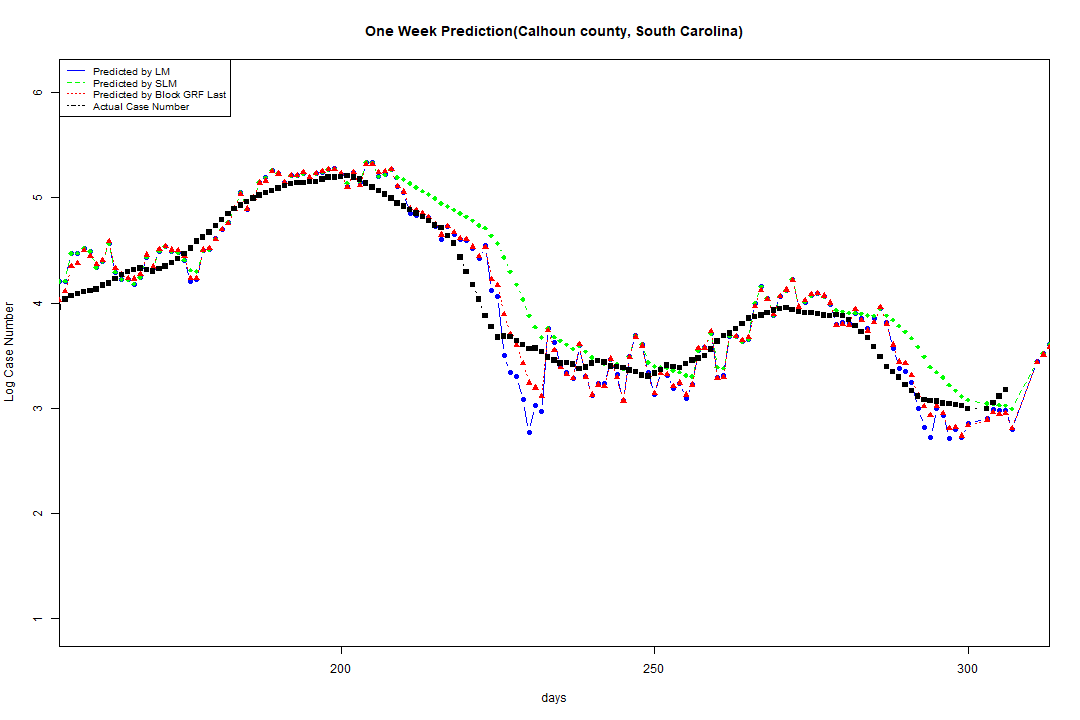 One Week Prediction(Calhoun county, South Carolina)
Predicted by LM
Predicted by SLM
Predicted by Block GRF Last
Actual Case Number
6
5
4
3
2
1
Log Case Number
200
250
300
days